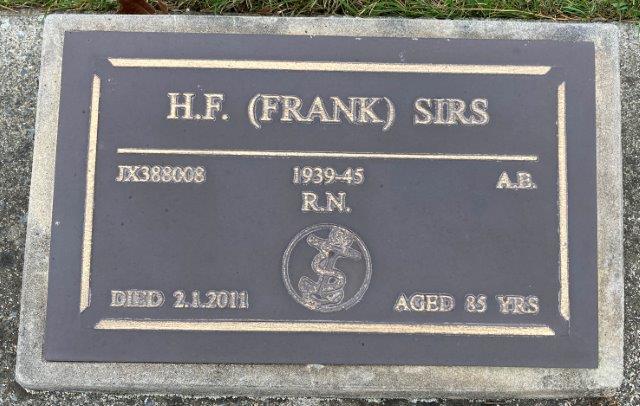 H.F. (FRANK) SIRS
JX388008 1939-45 A.B.
R.N.
DIED 2.1.2011 AGED 85 YRS